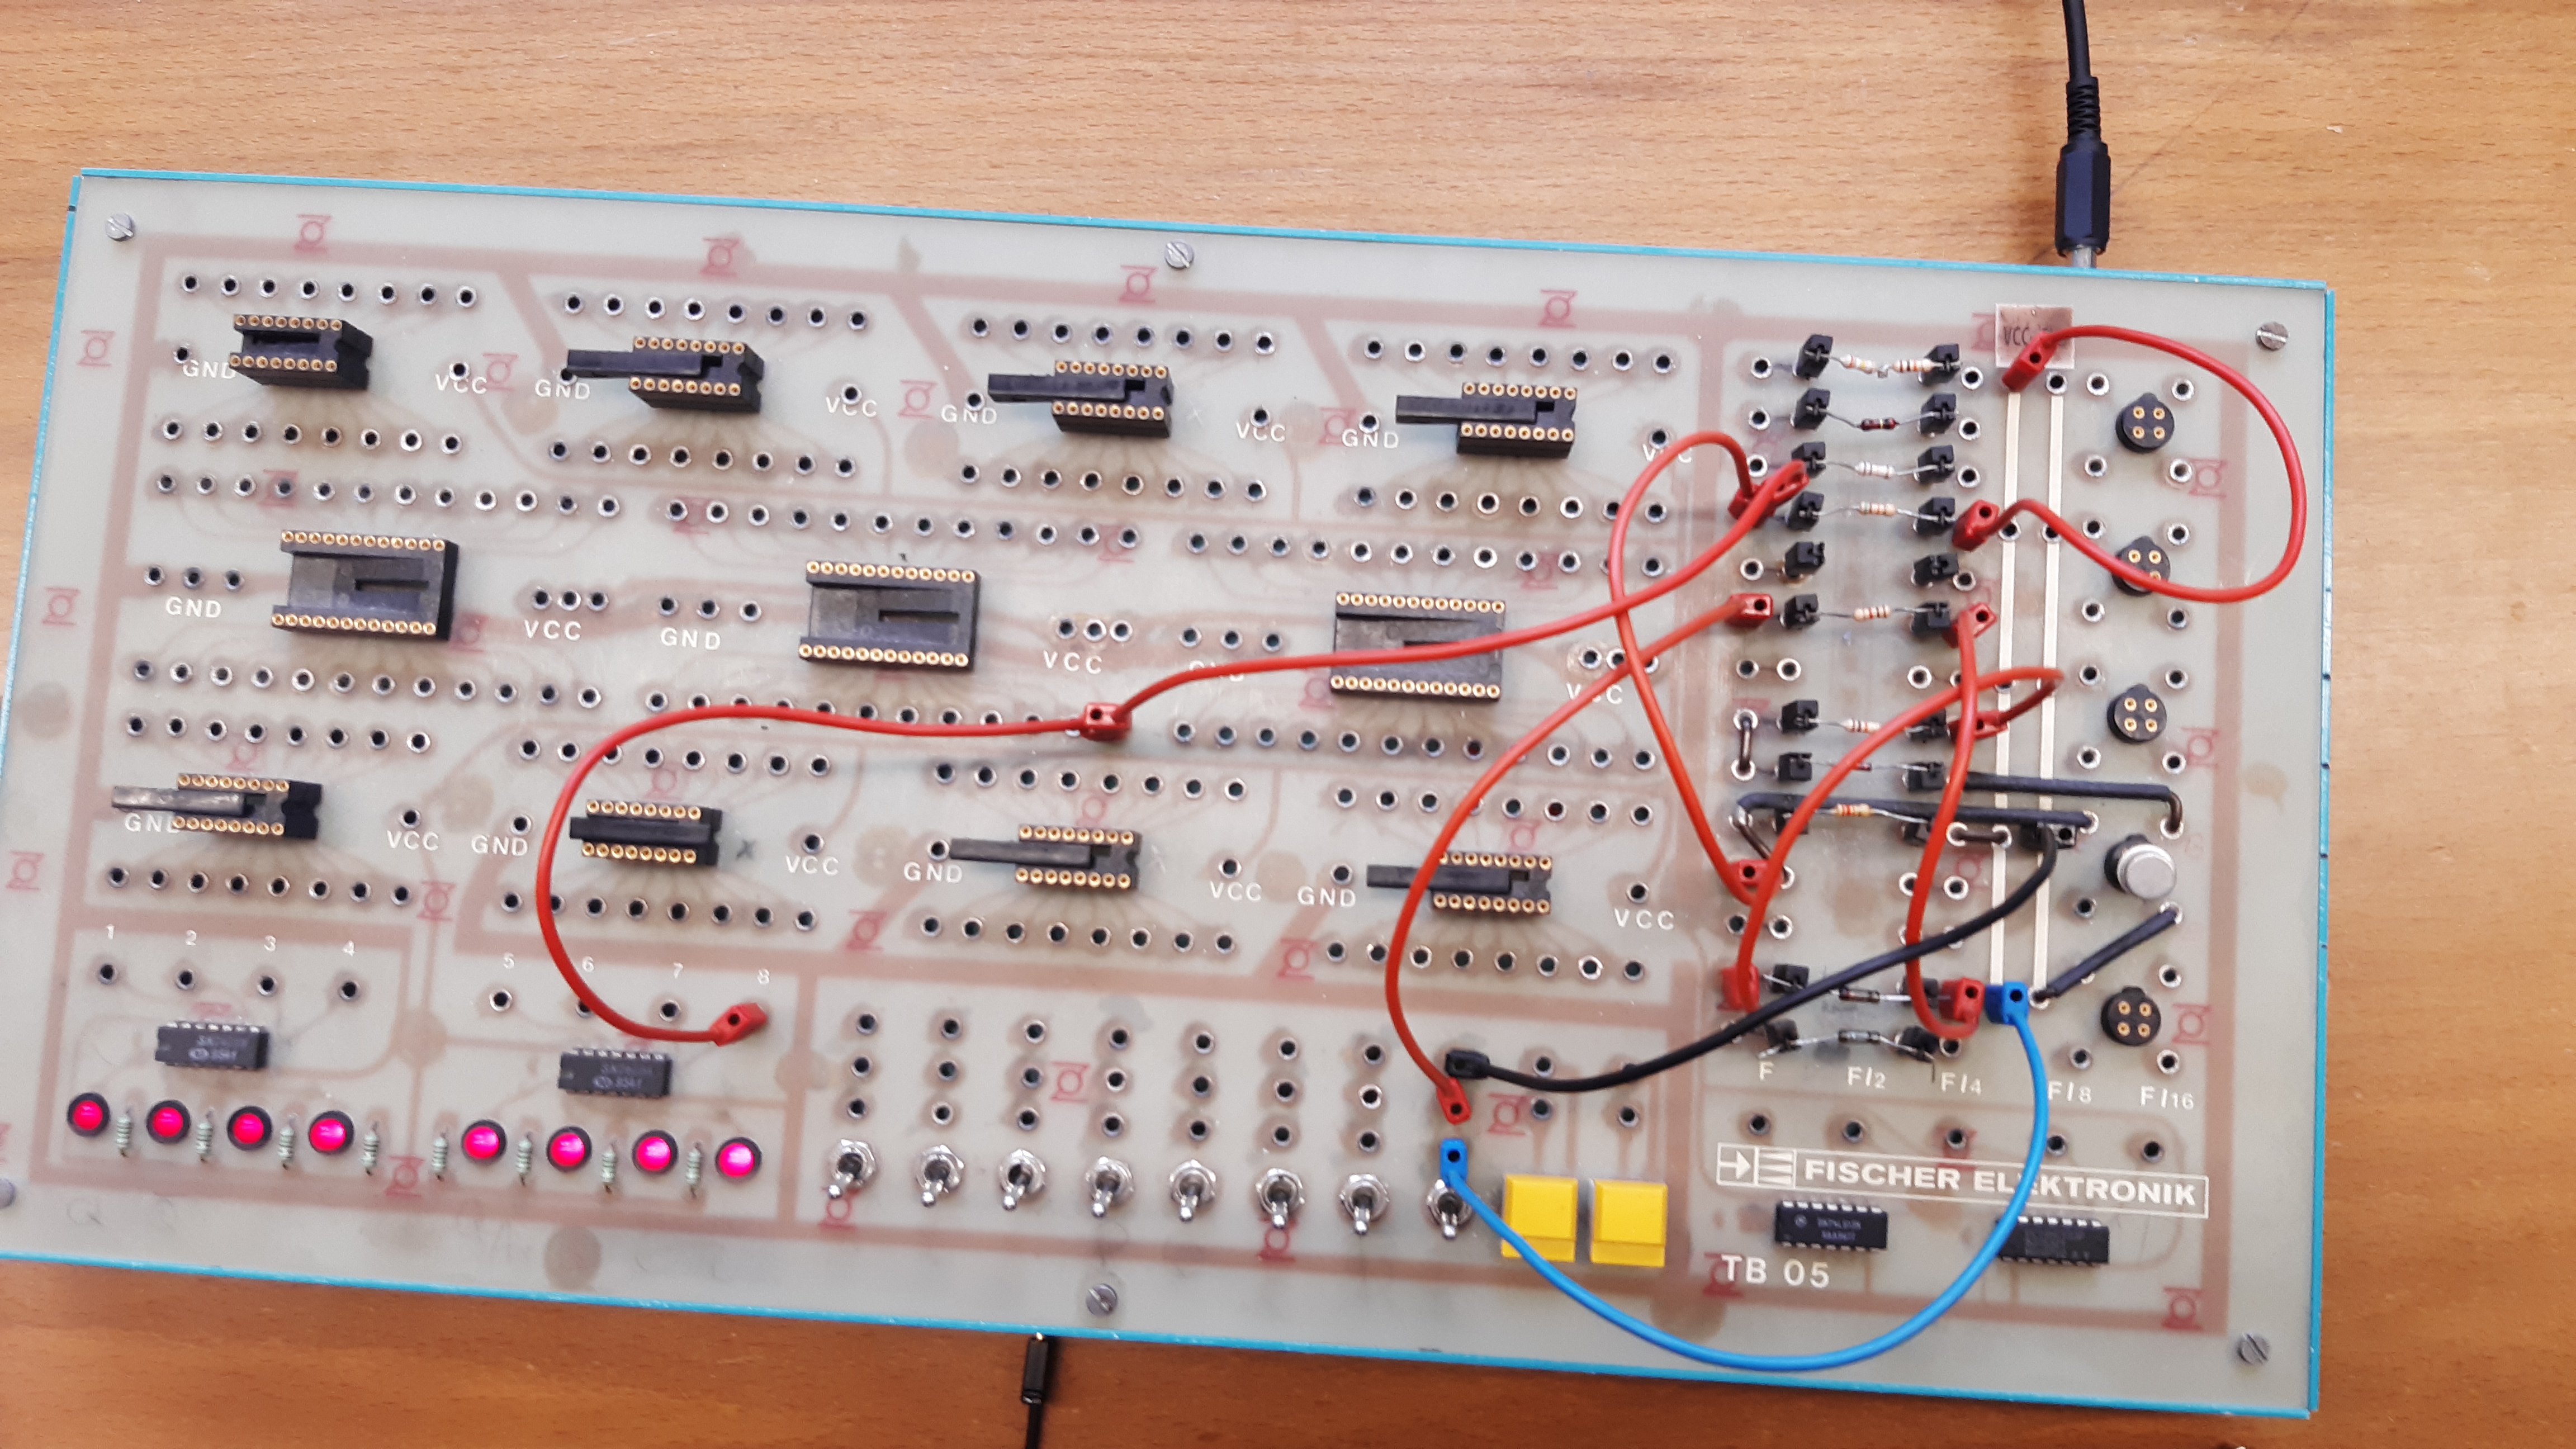 TB 05
FISCHER ELEKTRONIK
F/16 F/8 F/4 F/2 F
8 7 6 5
4 3 2 1
VCC GND VCC GND VCC GND VCC GND
VCC GND VCC GND VCC GND
VCC GND VCC GND VCC GND VCC GND
VCC